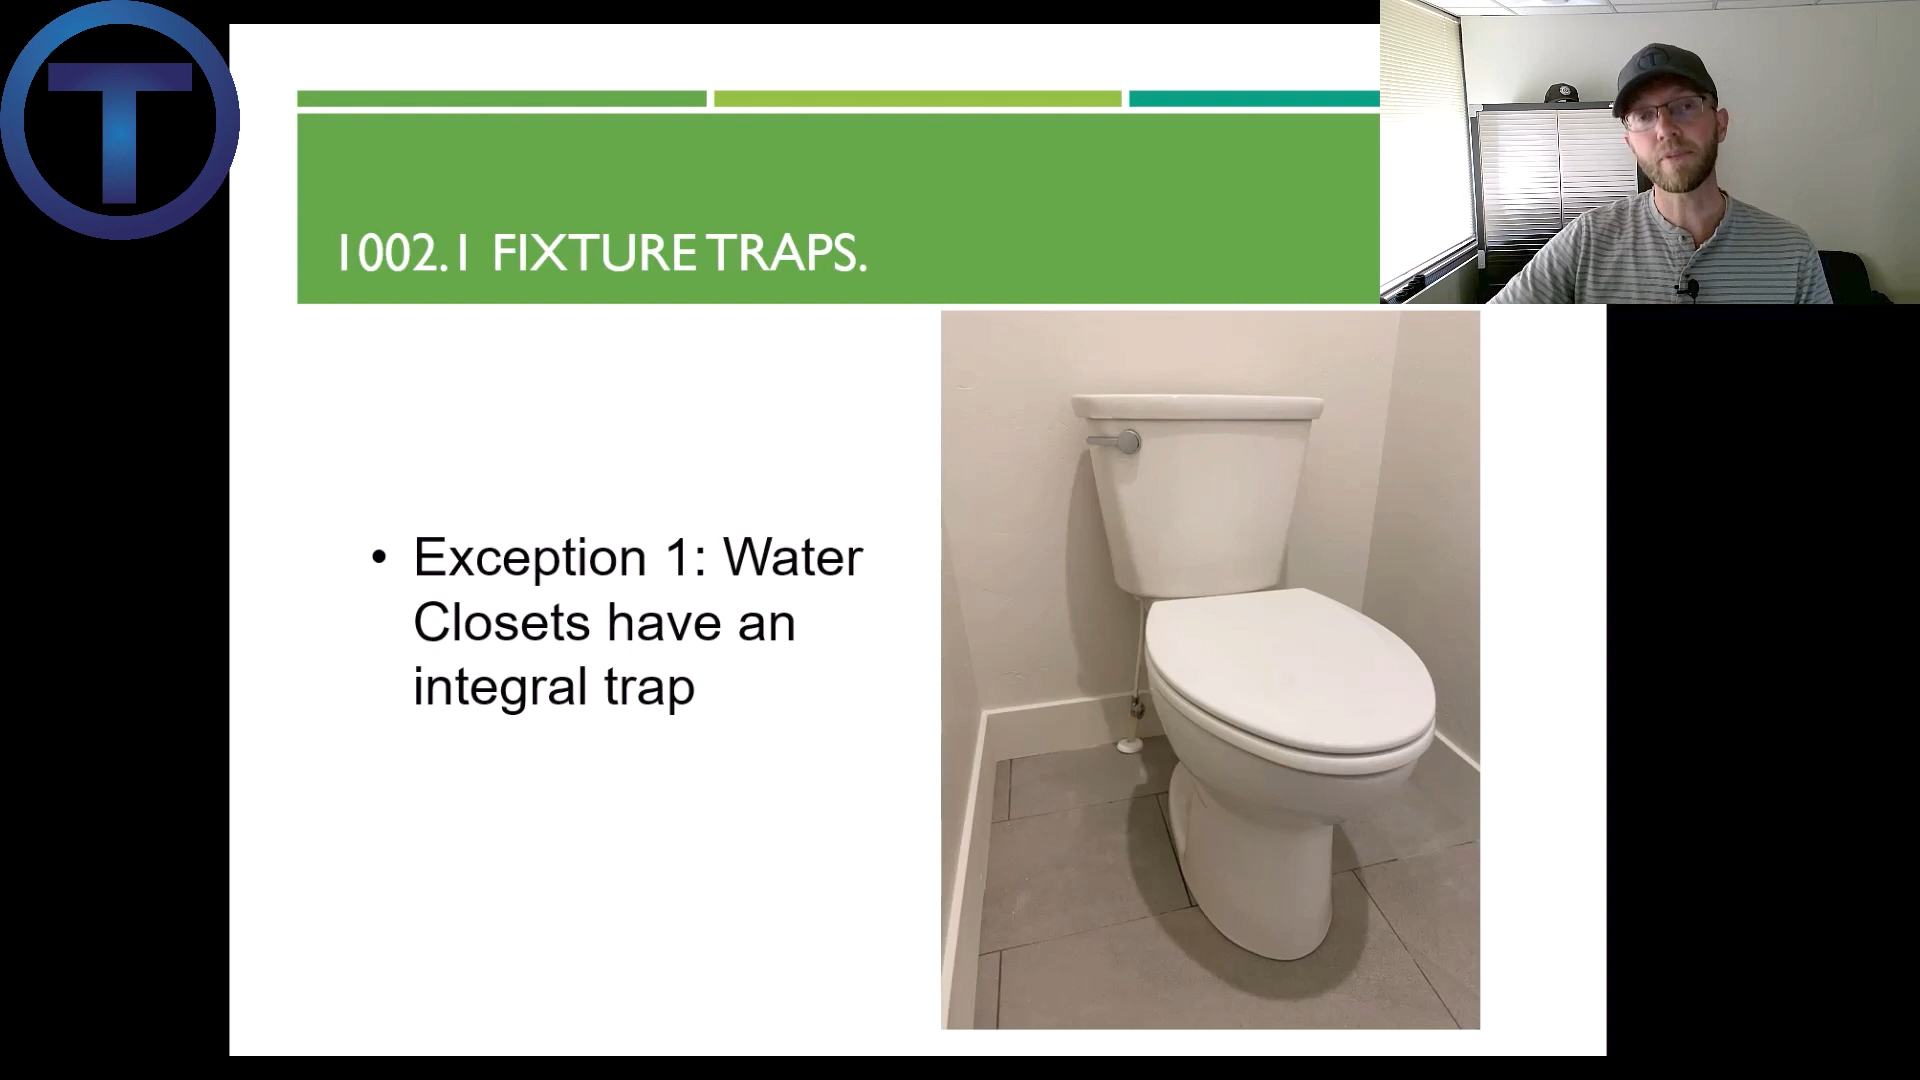 T
1002.1 FIXTURE TRAPS.
• Exception 1: Water
Closets have an
integral trap